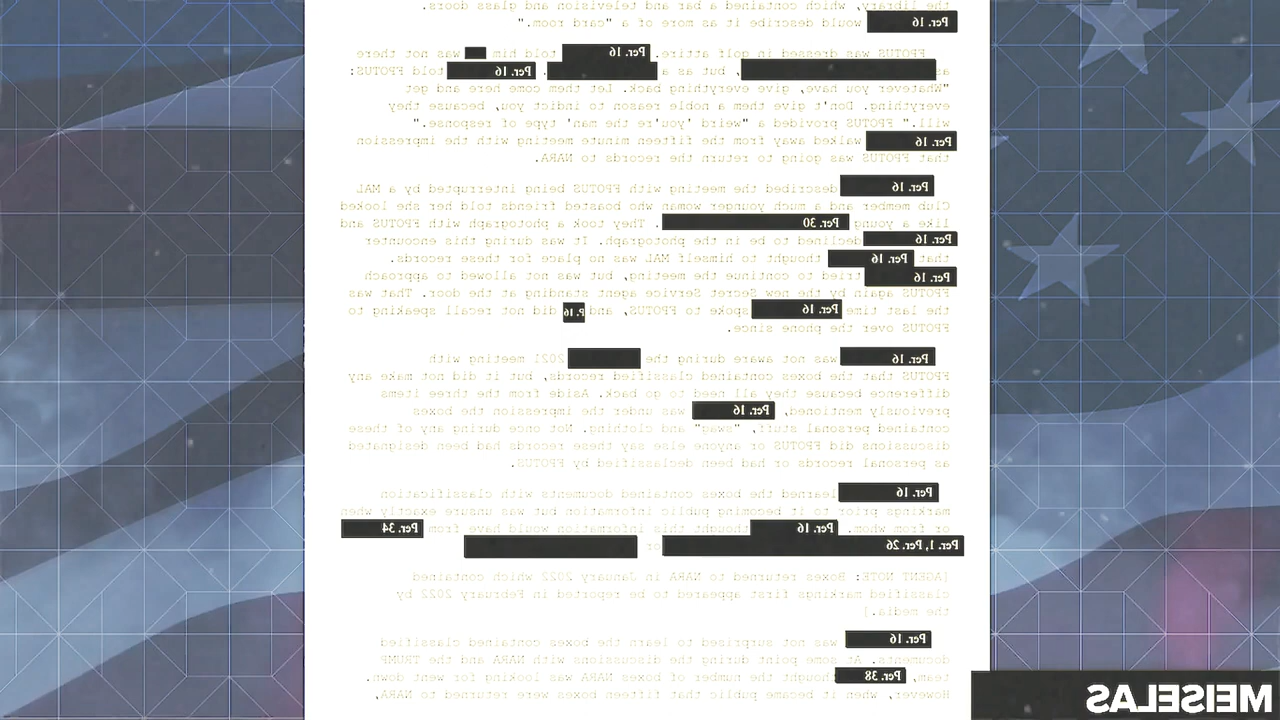 the library, which contained a bar and television and glass doors.
Per. 16 would describe it as more of a "card room."
FPOTUS was dressed in golf attire. Per. 16 told him was not there
as , but as a . Per. 16 told FPOTUS:
"Whatever you have, give everything back. Let them come here and get
everything. Don't give them a noble reason to indict you, because they
will." FPOTUS provided a "weird 'you're the man' type of response."
Per. 16 walked away from the fifteen minute meeting with the impression
that FPOTUS was going to return the records to NARA.
Per. 16 described the meeting with FPOTUS being interrupted by a MAL
Club member and a much younger woman who boasted friends told her she looked
like a young Per. 30 . They took a photograph with FPOTUS and
Per. 16 declined to be in the photograph. It was during this encounter
that Per. 16 thought to himself MAL was no place for these records.
Per. 16 tried to continue the meeting, but was not allowed to approach
FPOTUS again by the new Secret Service agent standing at the door. That was
the last time Per. 16 spoke to FPOTUS, and P. 16 did not recall speaking to
FPOTUS over the phone since.
Per. 16 was not aware during the 2021 meeting with
FPOTUS that the boxes contained classified records, but it did not make any
difference because they all need to go back. Aside from the three items
previously mentioned, Per. 16 was under the impression the boxes
contained personal stuff, "swag" and clothing. Not once during any of these
discussions did FPOTUS or anyone else say these records had been designated
as personal records or had been declassified by FPOTUS.
Per. 16 learned the boxes contained documents with classification
markings prior to it becoming public information but was unsure exactly when
or from whom. Per. 16 thought this information would have from Per. 34
Per. 1, Per. 26 or
[AGENT NOTE: Boxes returned to NARA in January 2022 which contained
classified markings first appeared to be reported in February 2022 by
the media.]
Per. 16 was not surprised to learn the boxes contained classified
documents. At some point during the discussions with NARA and the TRUMP
team, Per. 38 thought the number of boxes NARA was looking for went down.
However, when it became public that fifteen boxes were returned to NARA,
MEISELAS